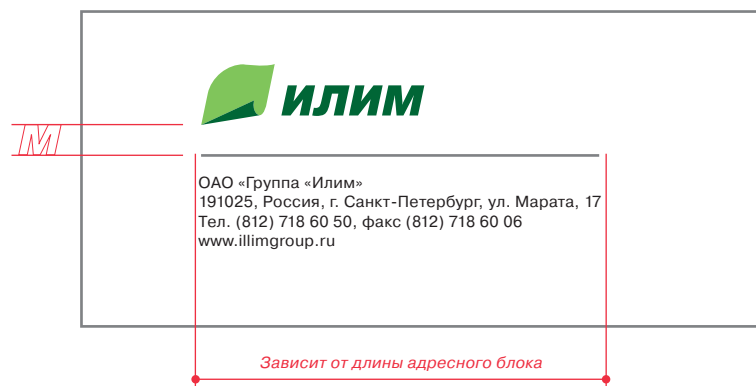 ИЛИМ
М
ОАО «Группа «Илим»
191025, Россия, г. Санкт-Петербург, ул. Марата, 17
Тел. (812) 718 60 50, факс (812) 718 60 06
www.illimgroup.ru
Зависит от длины адресного блока